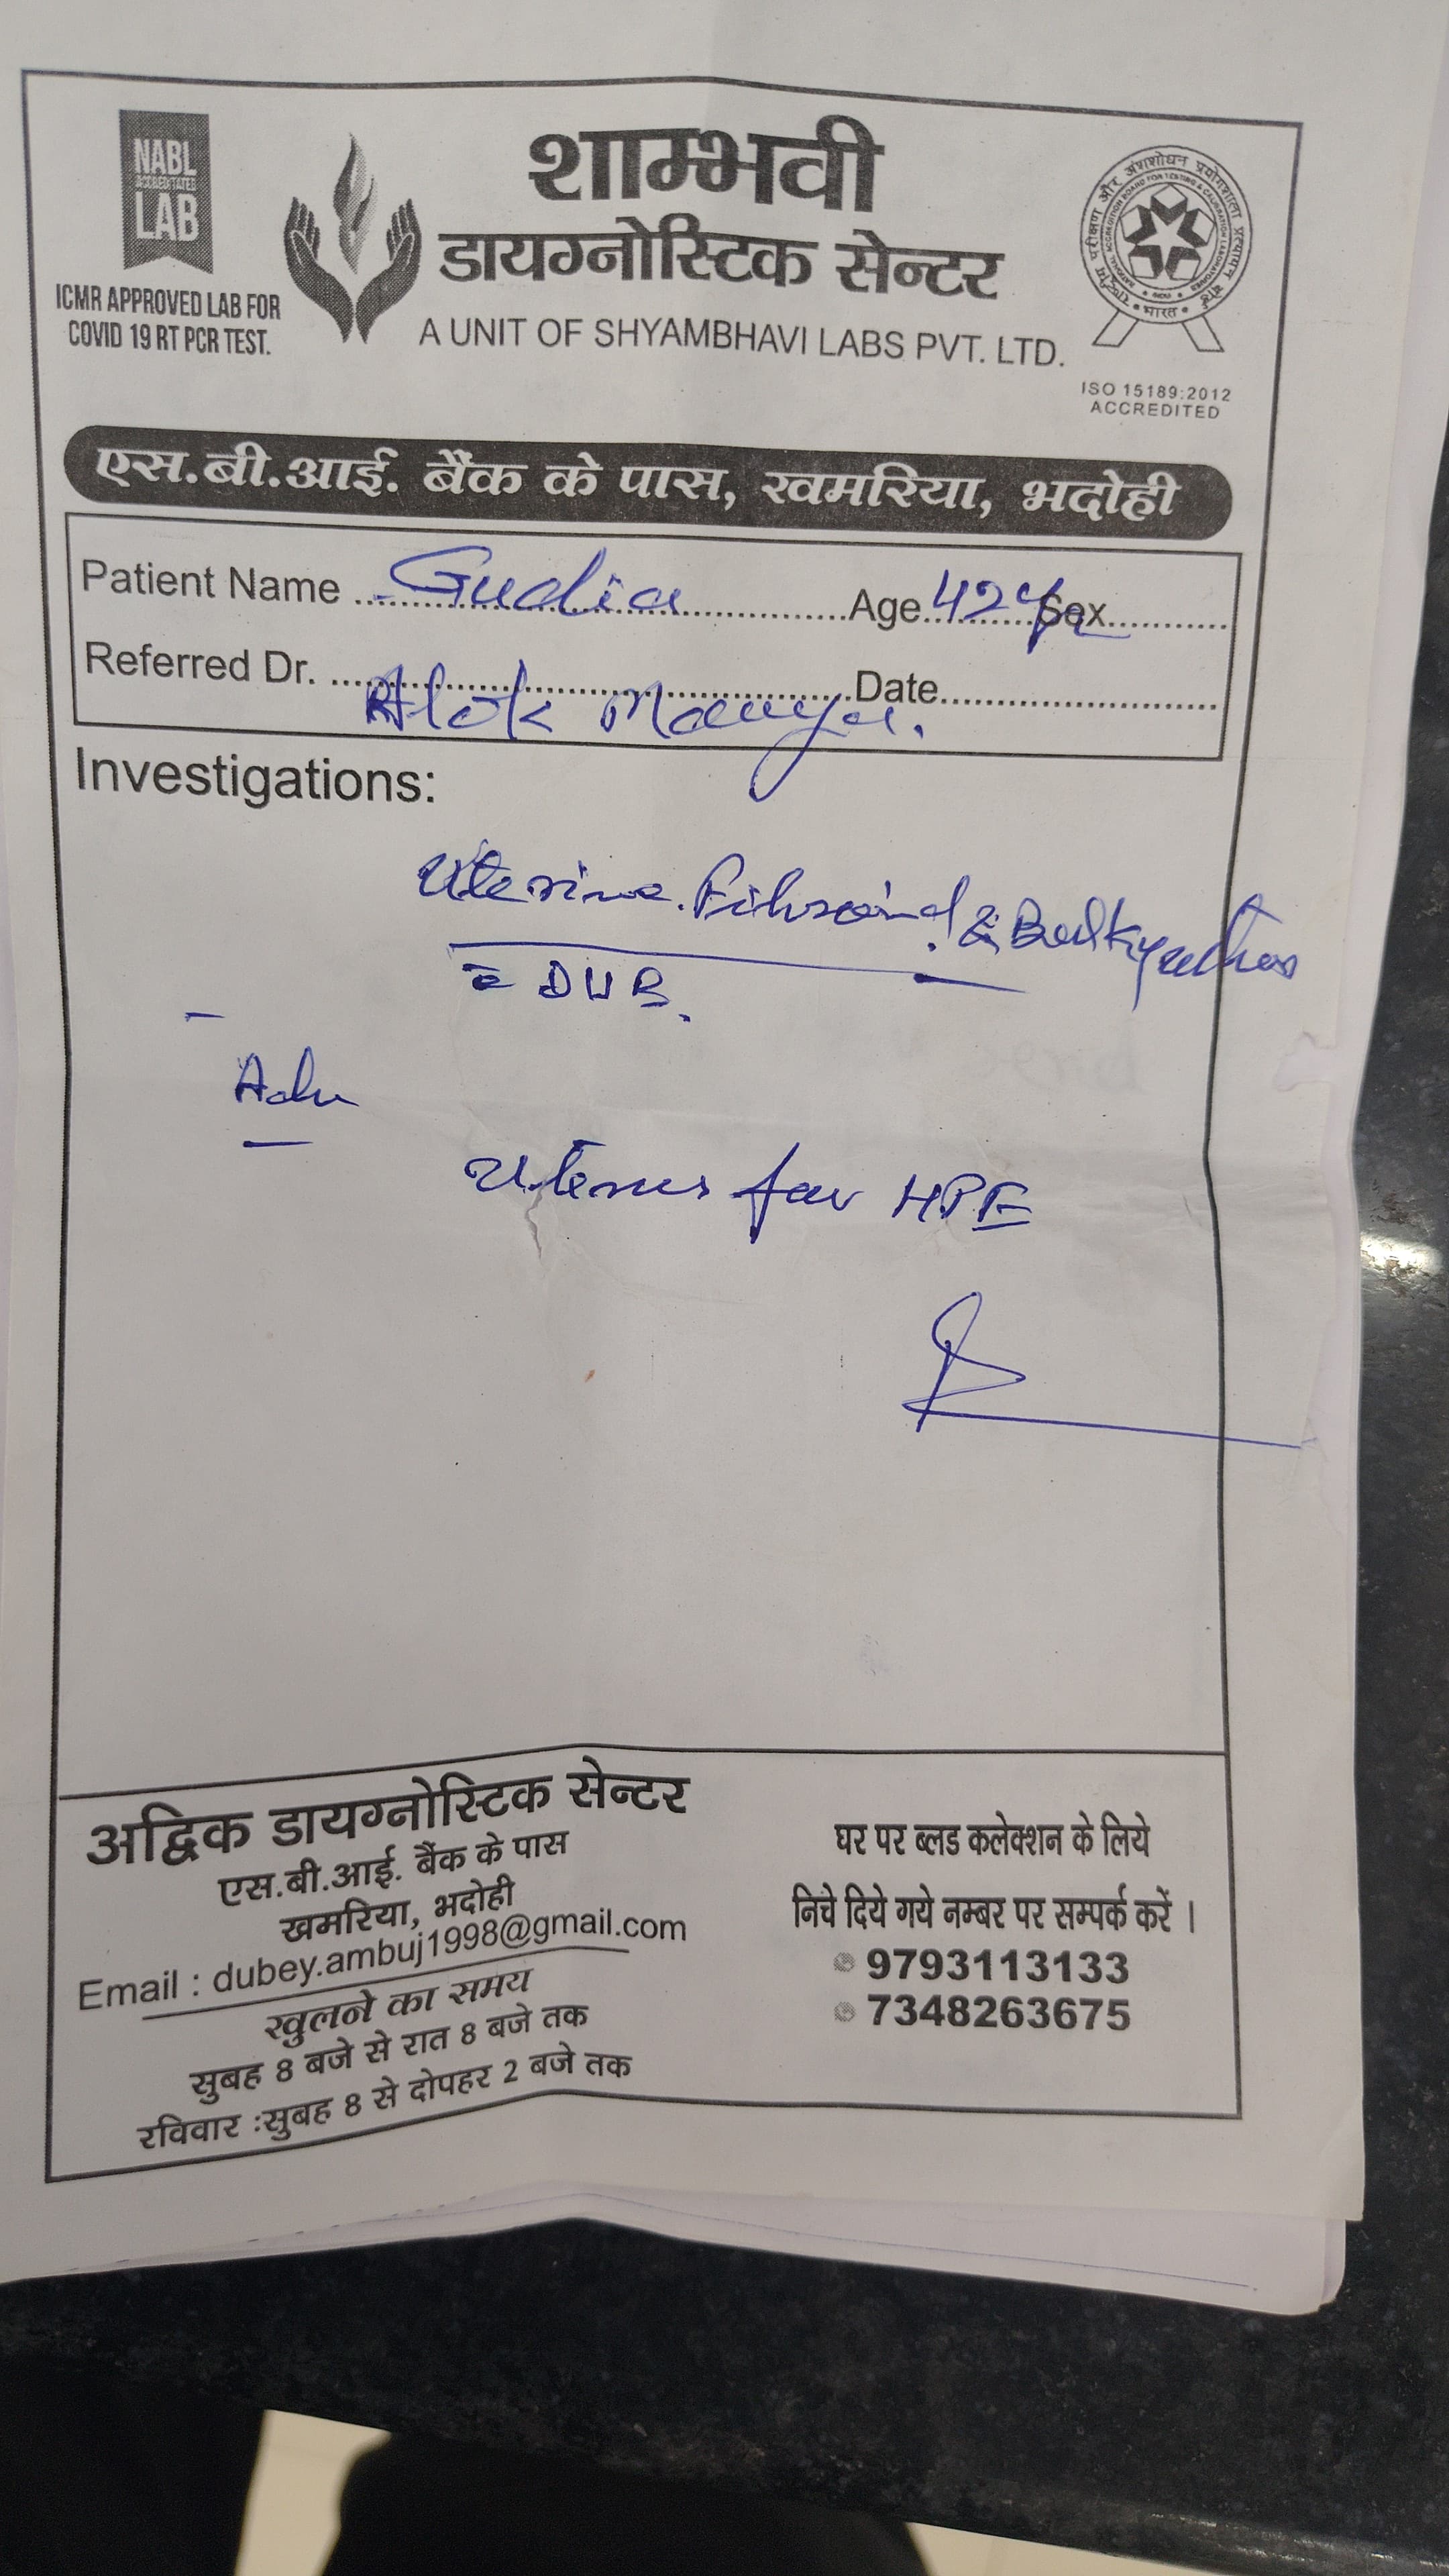 NABL
ACCREDITATED
LAB
ICMR APPROVED LAB FOR
COVID 19 RT PCR TEST.
शाम्भवी
डायग्नोस्टिक सेन्टर
A UNIT OF SHYAMBHAVI LABS PVT. LTD.
ISO 15189:2012
ACCREDITED
एस.बी.आई. बैंक के पास, खमरिया, भदोही
Patient Name Gudia Age 42 Yr Sex
Referred Dr. Alok Maurya. Date
Investigations:
Uterine Fibroid & Bulky
DUB.
Adv
Uterus for HPE
अद्विक डायग्नोस्टिक सेन्टर
एस.बी.आई. बैंक के पास
खमरिया, भदोही
Email : dubey.ambuj1998@gmail.com
खुलने का समय
सुबह 8 बजे से रात 8 बजे तक
रविवार :सुबह 8 से दोपहर 2 बजे तक
घर पर ब्लड कलेक्शन के लिये
निचे दिये गये नम्बर पर सम्पर्क करें ।
9793113133
7348263675